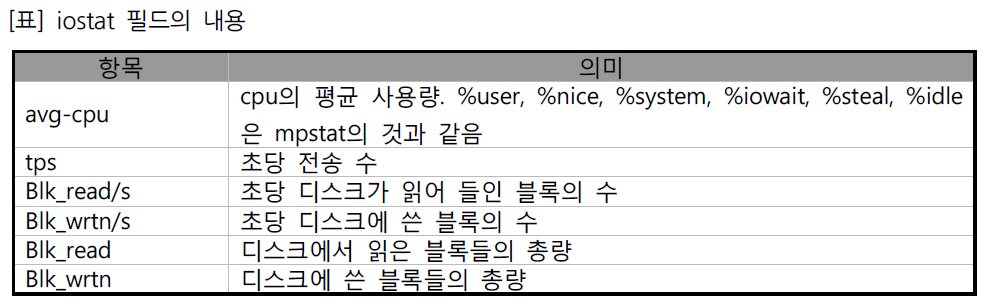 [표] iostat 필드의 내용
항목 의미
avg-cpu cpu의 평균 사용량. %user, %nice, %system, %iowait, %steal, %idle
은 mpstat의 것과 같음
tps 초당 전송 수
Blk_read/s 초당 디스크가 읽어 들인 블록의 수
Blk_wrtn/s 초당 디스크에 쓴 블록의 수
Blk_read 디스크에서 읽은 블록들의 총량
Blk_wrtn 디스크에 쓴 블록들의 총량